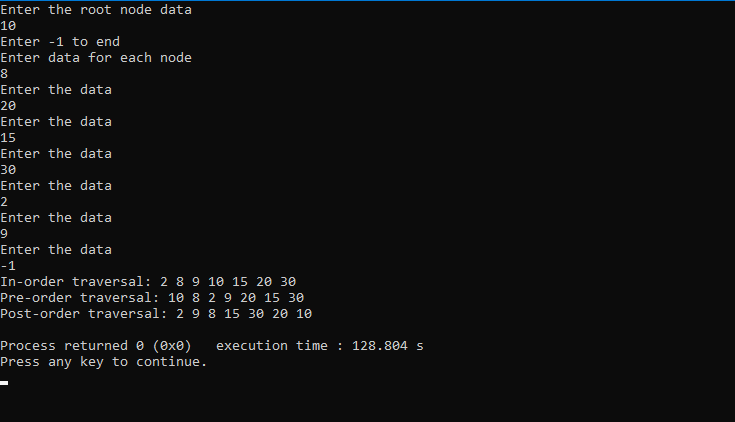 Enter the root node data
10
Enter -1 to end
Enter data for each node
8
Enter the data
20
Enter the data
15
Enter the data
30
Enter the data
2
Enter the data
9
Enter the data
-1
In-order traversal: 2 8 9 10 15 20 30
Pre-order traversal: 10 8 2 9 20 15 30
Post-order traversal: 2 9 8 15 30 20 10
Process returned 0 (0x0)   execution time : 128.804 s
Press any key to continue.